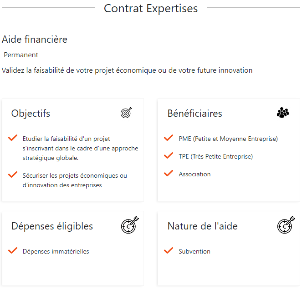 Contrat Expertises
Aide financière
Permanent
Validez la faisabilité de votre projet économique ou de votre future innovation
Objectifs
Etudier la faisabilité d'un projet
s'inscrivant dans le cadre d'une approche
stratégique globale.
Sécuriser les projets économiques ou
d'innovation des entreprises
Bénéficiaires
PME (Petite et Moyenne Entreprise)
TPE (Très Petite Entreprise)
Association
Dépenses éligibles
Dépenses immatérielles
Nature de l'aide
Subvention